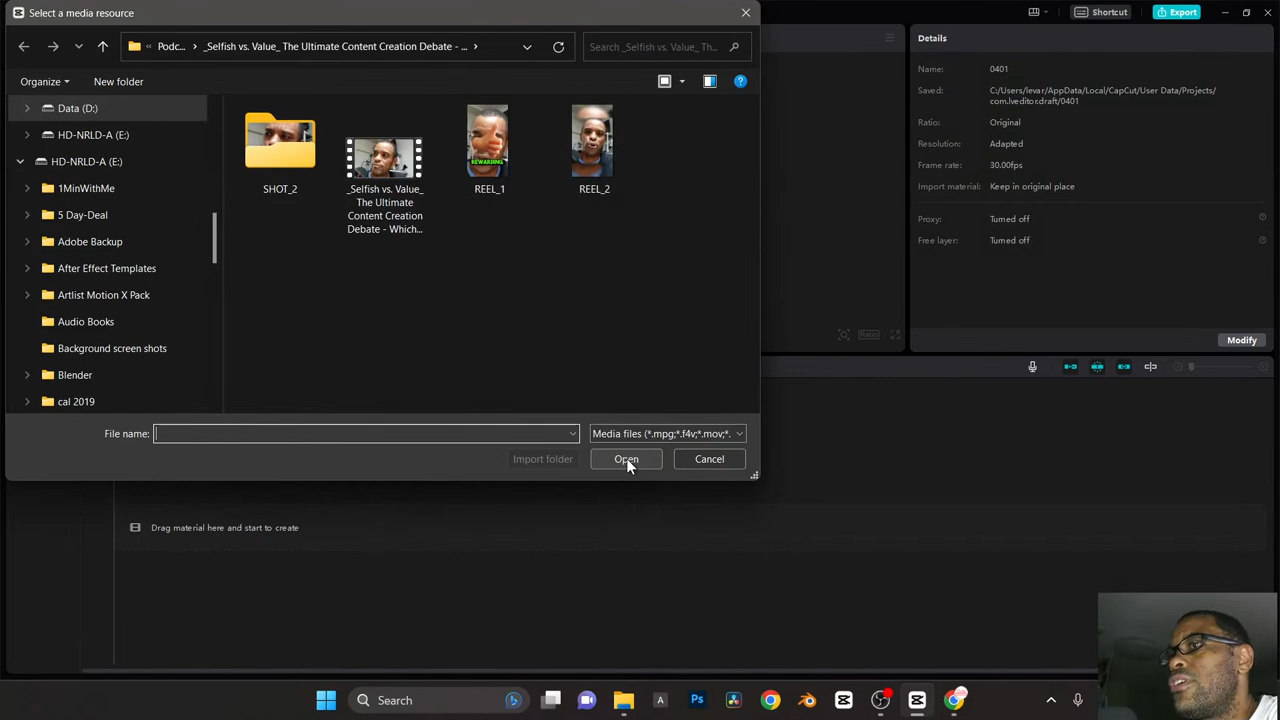 Select a media resource
Shortcut
Export
« Podc... › _Selfish vs. Value_ The Ultimate Content Creation Debate - ... ›
Search _Selfish vs. Value_ Th...
Organize
New folder
Data (D:)
HD-NRLD-A (E:)
HD-NRLD-A (E:)
1MinWithMe
5 Day-Deal
Adobe Backup
After Effect Templates
Artlist Motion X Pack
Audio Books
Background screen shots
Blender
cal 2019
SHOT_2
_Selfish vs. Value_
The Ultimate
Content Creation
Debate - Which...
REWARDING
REEL_1
REEL_2
File name:
Media files (*.mpg;*.f4v;*.mov;*.
Import folder
Open
Cancel
Details
Name: 0401
Saved: C:/Users/levar/AppData/Local/CapCut/User Data/Projects/
com.lveditor.draft/0401
Ratio: Original
Resolution: Adapted
Frame rate: 30.00fps
Import material: Keep in original place
Proxy: Turned off
Free layer: Turned off
Ratio
Modify
Drag material here and start to create
Search
A
Ps